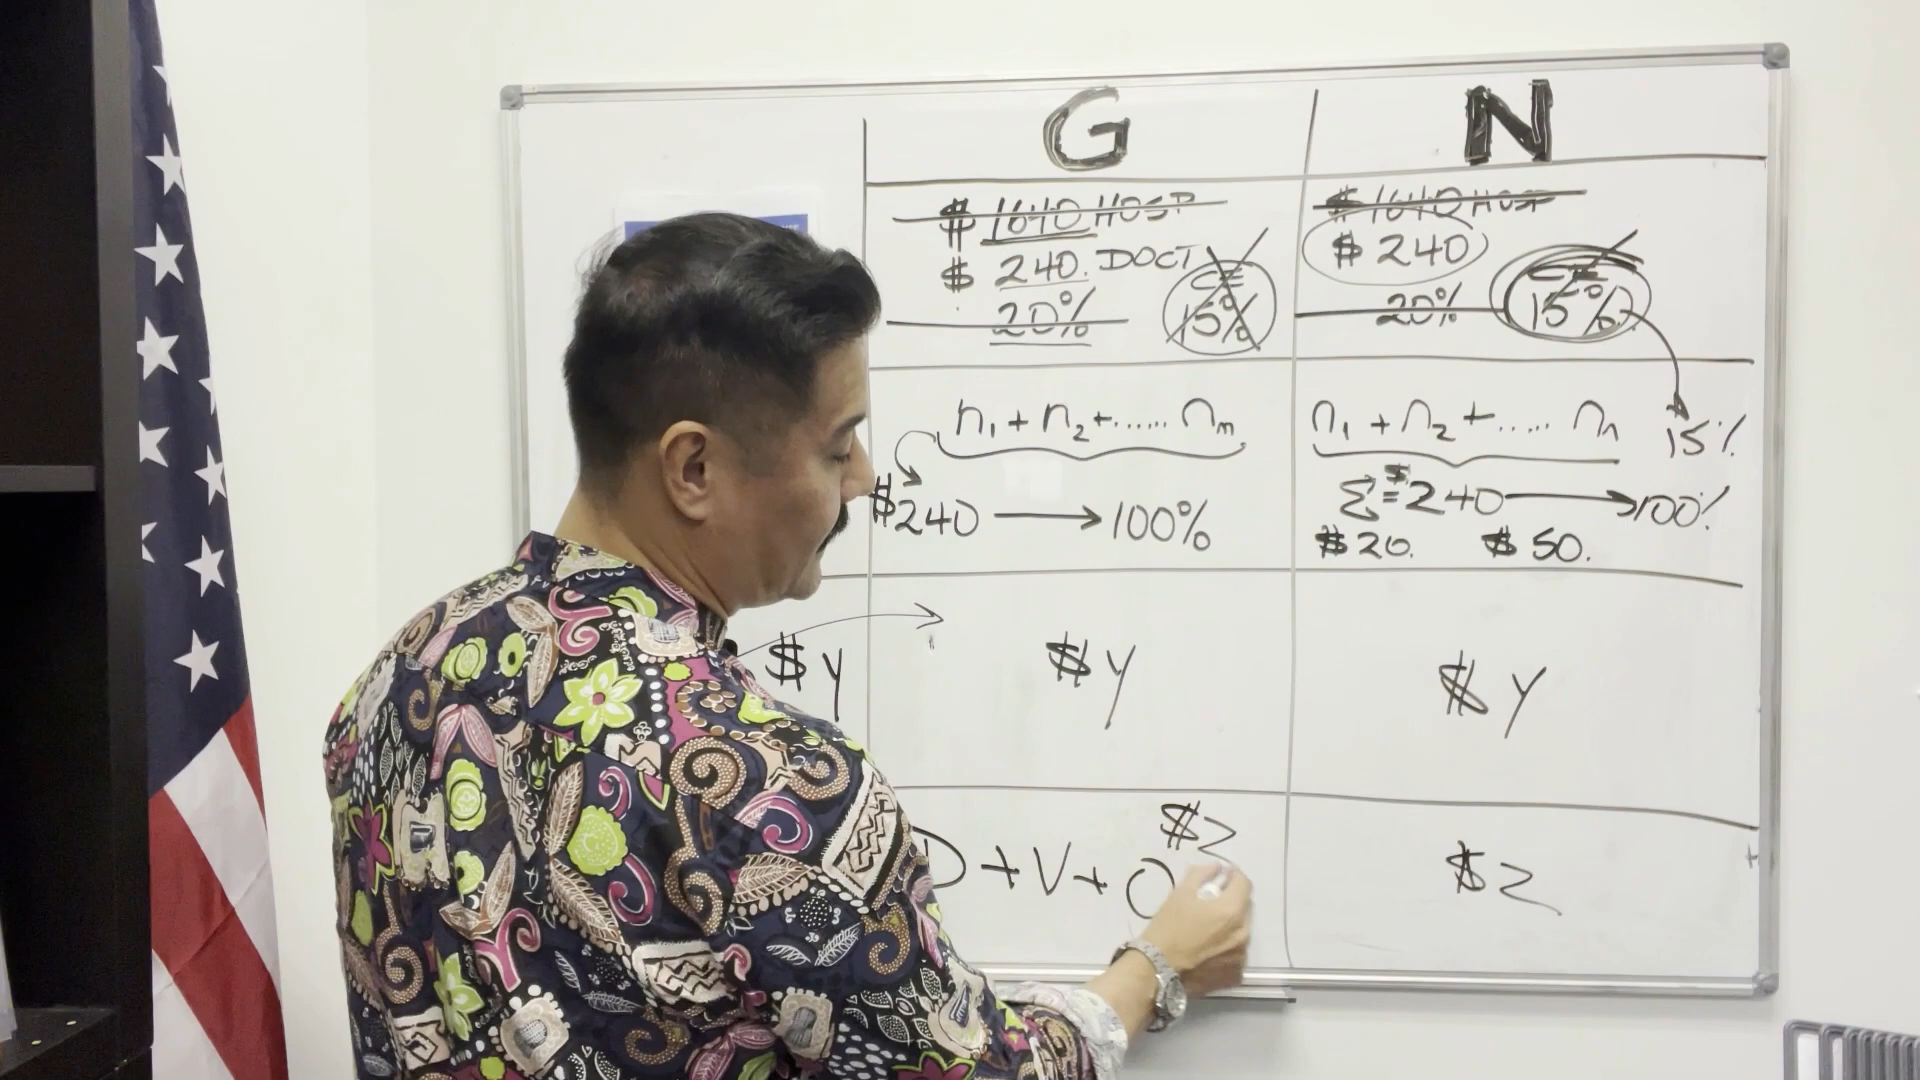 G
N
$ 1640 HOSP
$ 240. DOCT
20%
15%
$ 1640 HOSP
$ 240
20%
15%
n1 + n2 + ...... nm
$240 → 100%
n1 + n2 + ..... nn
15%
Σ = $240 → 100%
$20. $50.
$y
$y
$y
D + V + O
$z
$z